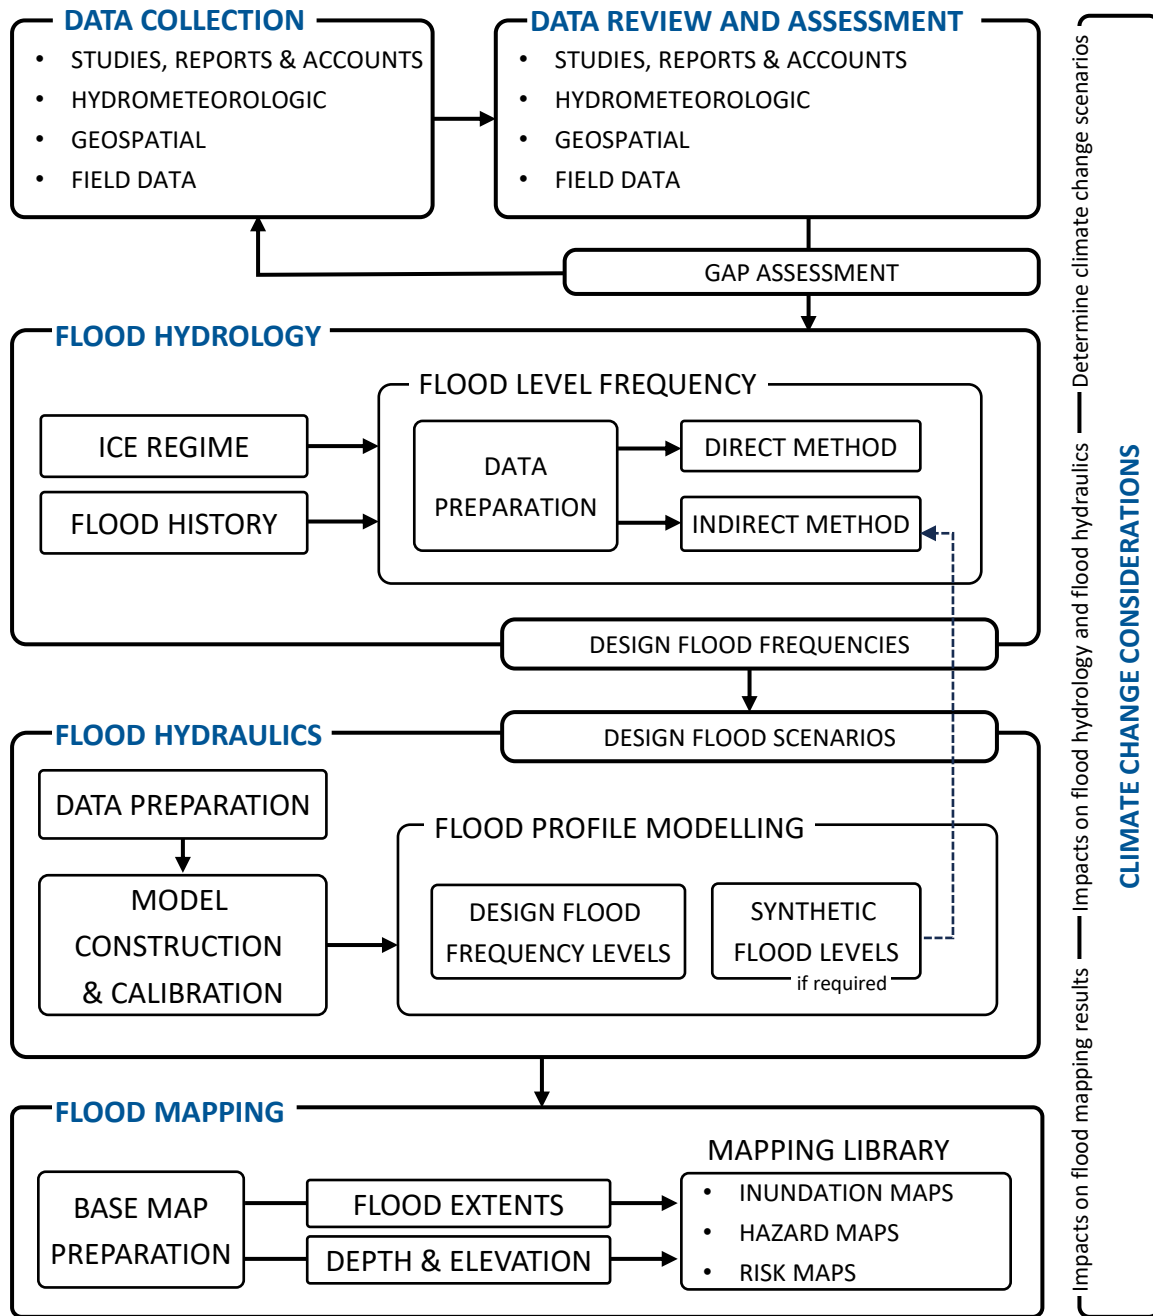 DATA COLLECTION
• STUDIES, REPORTS & ACCOUNTS
• HYDROMETEOROLOGIC
• GEOSPATIAL
• FIELD DATA
DATA REVIEW AND ASSESSMENT
• STUDIES, REPORTS & ACCOUNTS
• HYDROMETEOROLOGIC
• GEOSPATIAL
• FIELD DATA
GAP ASSESSMENT
FLOOD HYDROLOGY
ICE REGIME
FLOOD HISTORY
FLOOD LEVEL FREQUENCY
DATA
PREPARATION
DIRECT METHOD
INDIRECT METHOD
DESIGN FLOOD FREQUENCIES
FLOOD HYDRAULICS
DESIGN FLOOD SCENARIOS
DATA PREPARATION
MODEL
CONSTRUCTION
& CALIBRATION
FLOOD PROFILE MODELLING
DESIGN FLOOD
FREQUENCY LEVELS
SYNTHETIC
FLOOD LEVELS
if required
FLOOD MAPPING
BASE MAP
PREPARATION
FLOOD EXTENTS
DEPTH & ELEVATION
MAPPING LIBRARY
• INUNDATION MAPS
• HAZARD MAPS
• RISK MAPS
Impacts on flood mapping results — Impacts on flood hydrology and flood hydraulics — Determine climate change scenarios
CLIMATE CHANGE CONSIDERATIONS